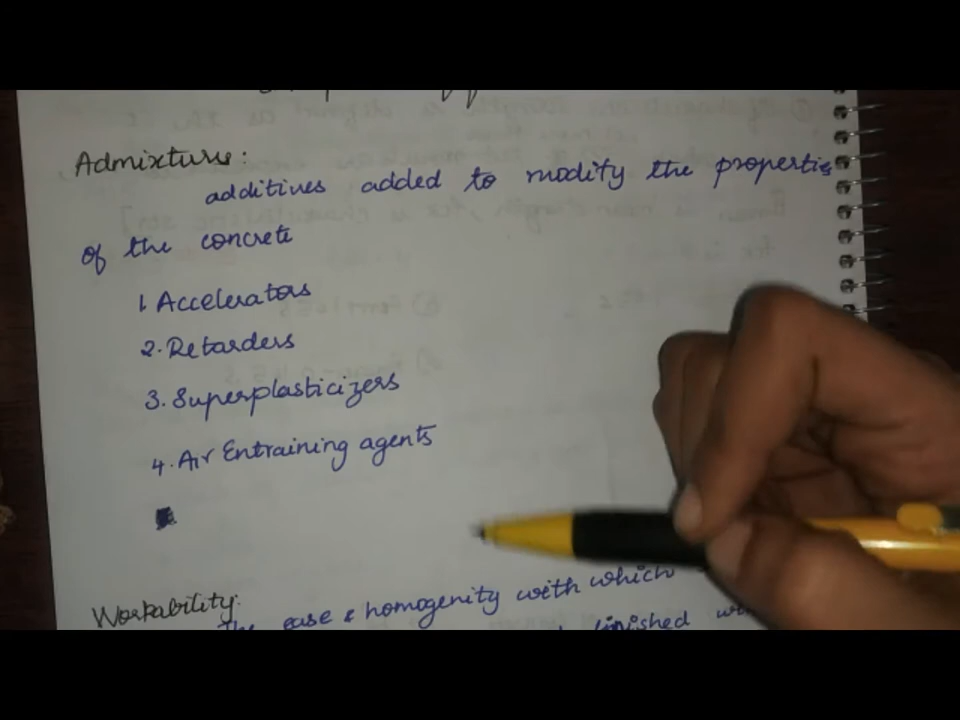 Admixture:
additives added to modify the properties
of the concrete
1. Accelerators
2. Retarders
3. Superplasticizers
4. Air Entraining agents
Workability:
The ease & homogenity with which
finished